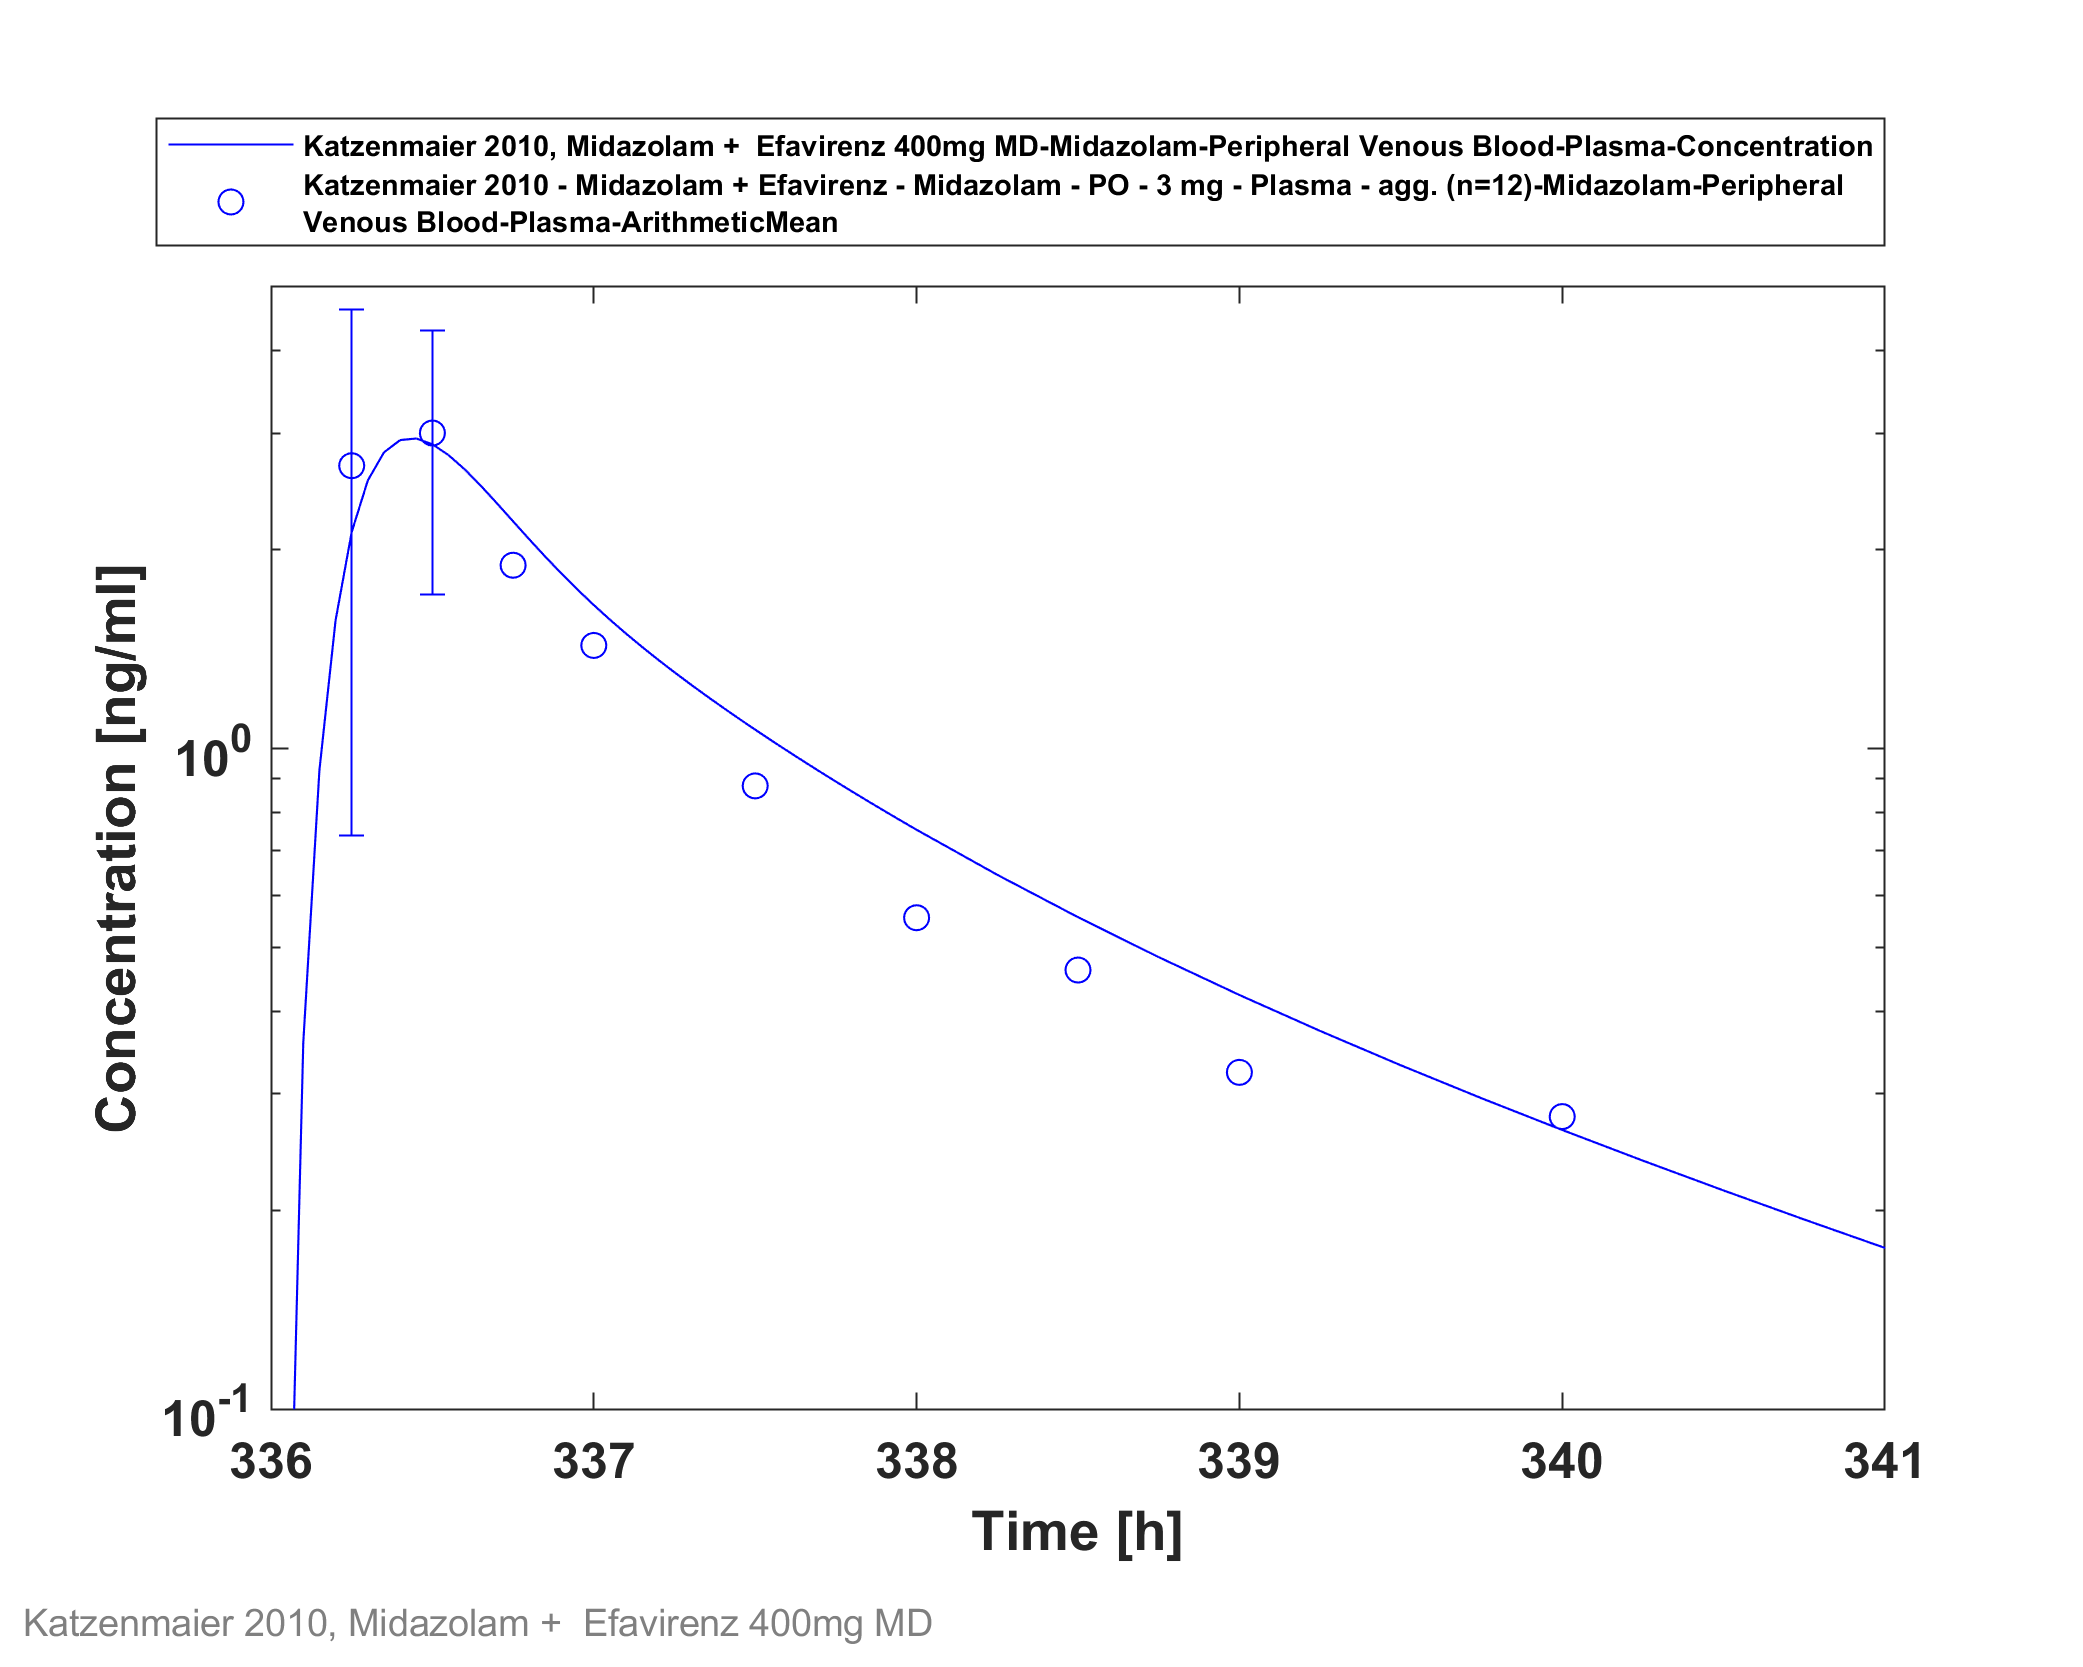 Katzenmaier 2010, Midazolam +  Efavirenz 400mg MD-Midazolam-Peripheral Venous Blood-Plasma-Concentration
Katzenmaier 2010 - Midazolam + Efavirenz - Midazolam - PO - 3 mg - Plasma - agg. (n=12)-Midazolam-Peripheral
Venous Blood-Plasma-ArithmeticMean
Concentration [ng/ml]
10^0
10^-1
336 337 338 339 340 341
Time [h]
Katzenmaier 2010, Midazolam +  Efavirenz 400mg MD